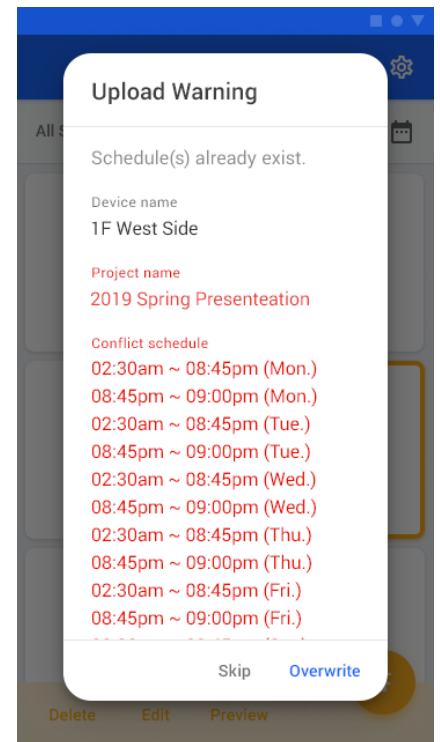 All
Upload Warning
Schedule(s) already exist.
Device name
1F West Side
Project name
2019 Spring Presenteation
Conflict schedule
02:30am ~ 08:45pm (Mon.)
08:45pm ~ 09:00pm (Mon.)
02:30am ~ 08:45pm (Tue.)
08:45pm ~ 09:00pm (Tue.)
02:30am ~ 08:45pm (Wed.)
08:45pm ~ 09:00pm (Wed.)
02:30am ~ 08:45pm (Thu.)
08:45pm ~ 09:00pm (Thu.)
02:30am ~ 08:45pm (Fri.)
08:45pm ~ 09:00pm (Fri.)
Skip Overwrite
Delete Edit Preview